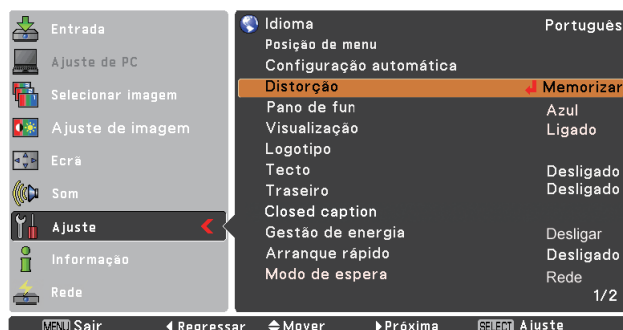 Entrada
Ajuste de PC
Selecionar imagem
Ajuste de imagem
Ecrã
Som
Ajuste
Informação
Rede
Idioma Português
Posição de menu
Configuração automática
Distorção Memorizar
Pano de fun Azul
Visualização Ligado
Logotipo
Tecto Desligado
Traseiro Desligado
Closed caption
Gestão de energia Desligar
Arranque rápido Desligado
Modo de espera Rede
1/2
MENU Sair Regressar Mover Próxima SELECT Ajuste